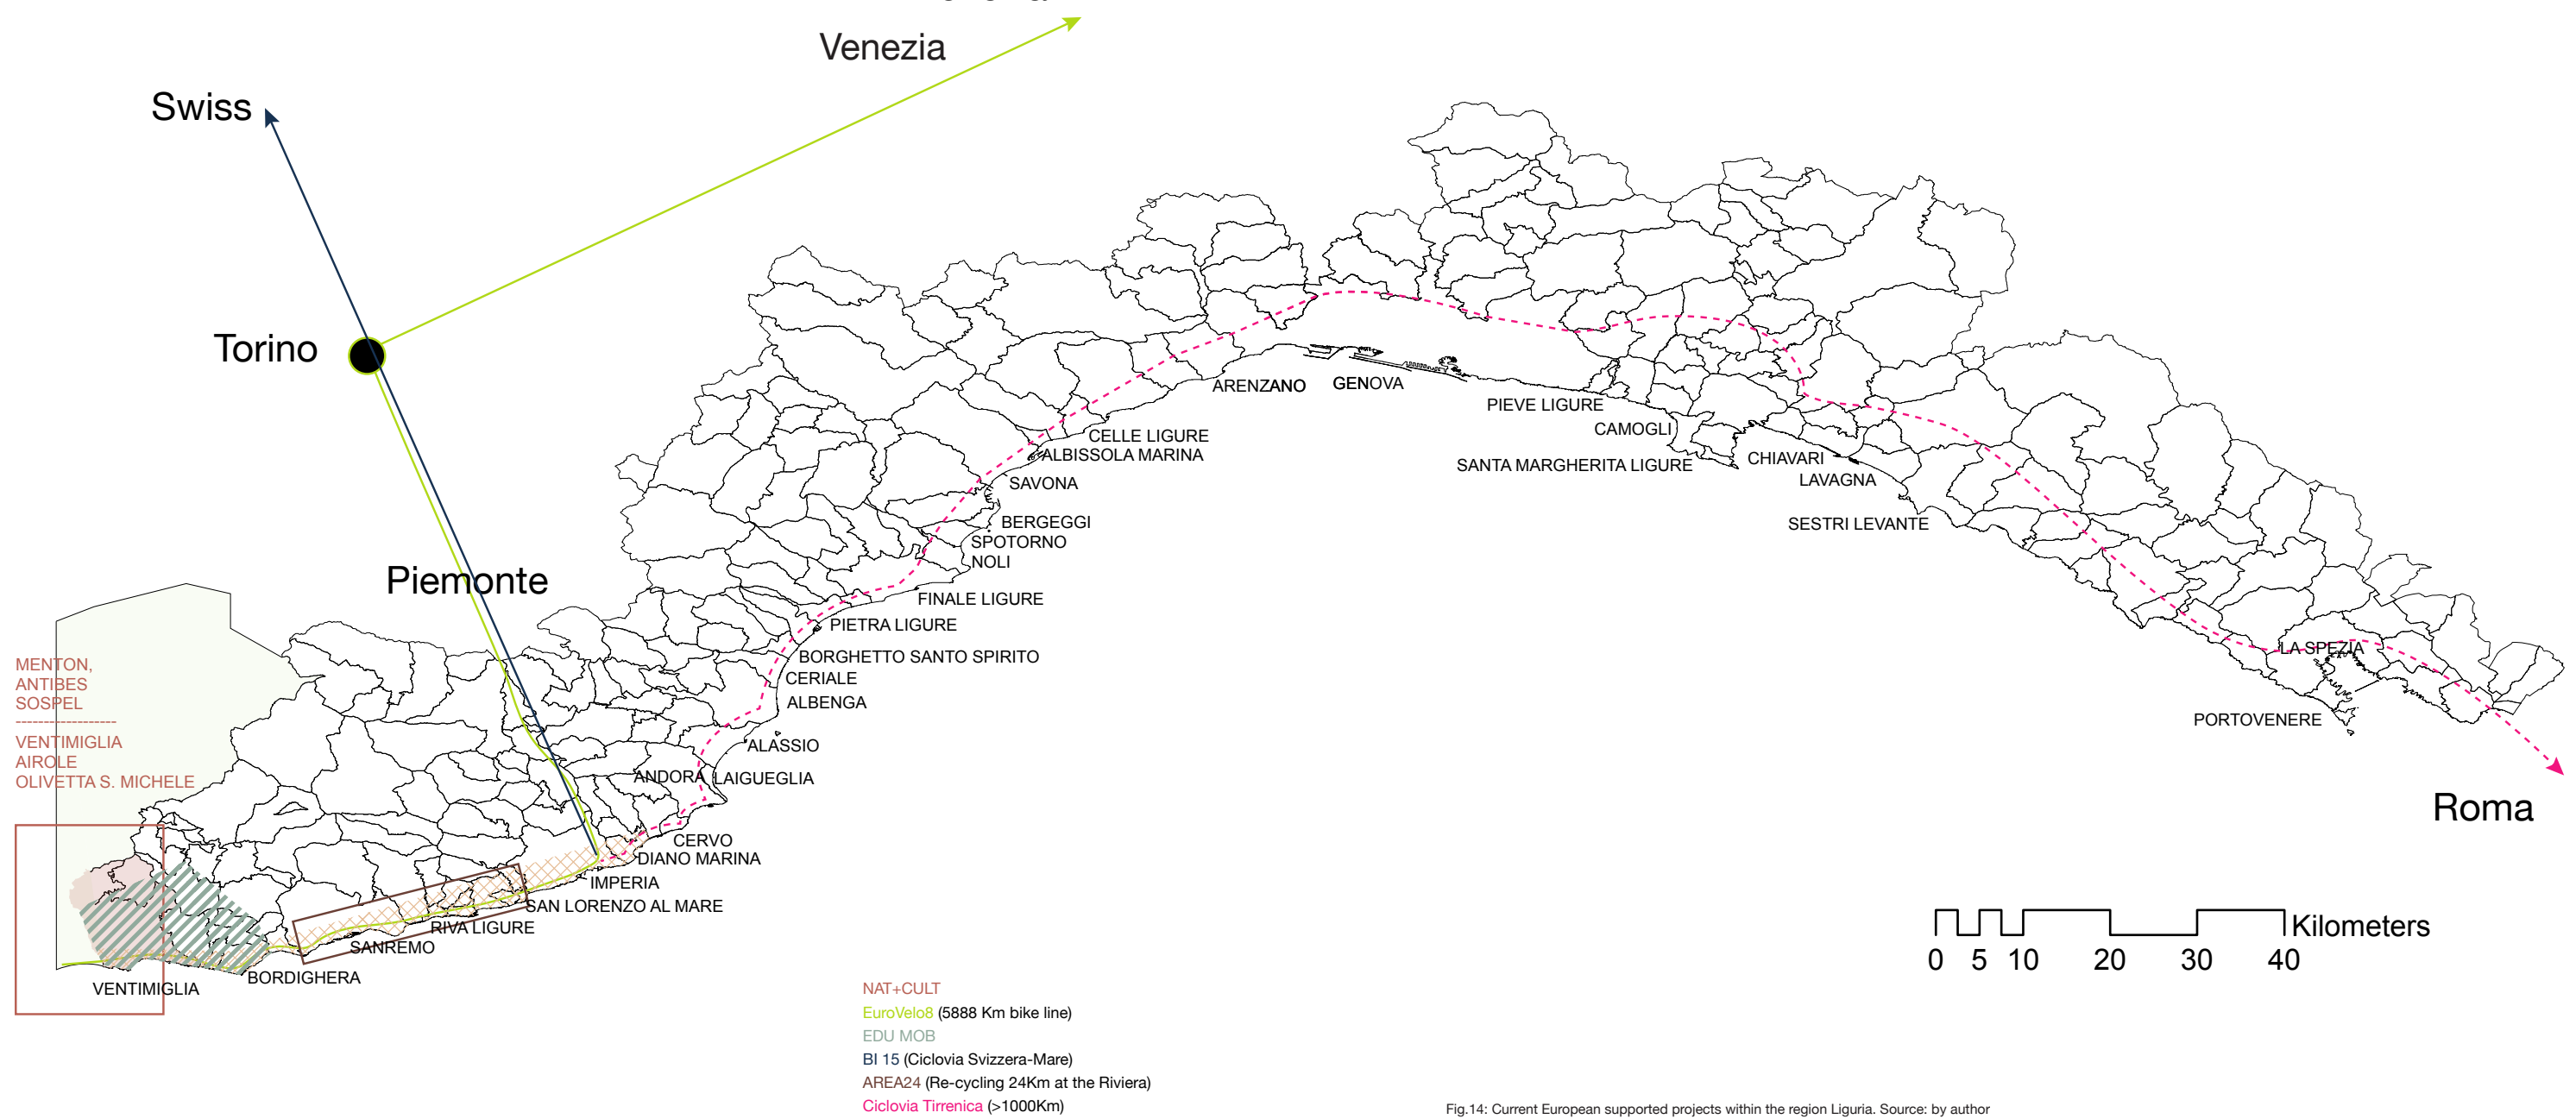 Venezia
Swiss
Torino
Piemonte
MENTON,
ANTIBES
SOSPEL
------------------
VENTIMIGLIA
AIROLE
OLIVETTA S. MICHELE
ARENZANO
GENOVA
PIEVE LIGURE
CAMOGLI
SANTA MARGHERITA LIGURE
CHIAVARI
LAVAGNA
SESTRI LEVANTE
CELLE LIGURE
ALBISSOLA MARINA
SAVONA
BERGEGGI
SPOTORNO
NOLI
FINALE LIGURE
PIETRA LIGURE
BORGHETTO SANTO SPIRITO
CERIALE
ALBENGA
ALASSIO
ANDORA
LAIGUEGLIA
CERVO
DIANO MARINA
IMPERIA
SAN LORENZO AL MARE
RIVA LIGURE
SANREMO
BORDIGHERA
VENTIMIGLIA
LA SPEZIA
PORTOVENERE
Roma
Kilometers
0 5 10 20 30 40
NAT+CULT
EuroVelo8 (5888 Km bike line)
EDU MOB
BI 15 (Ciclovia Svizzera-Mare)
AREA24 (Re-cycling 24Km at the Riviera)
Ciclovia Tirrenica (>1000Km)
Fig.14: Current European supported projects within the region Liguria. Source: by author